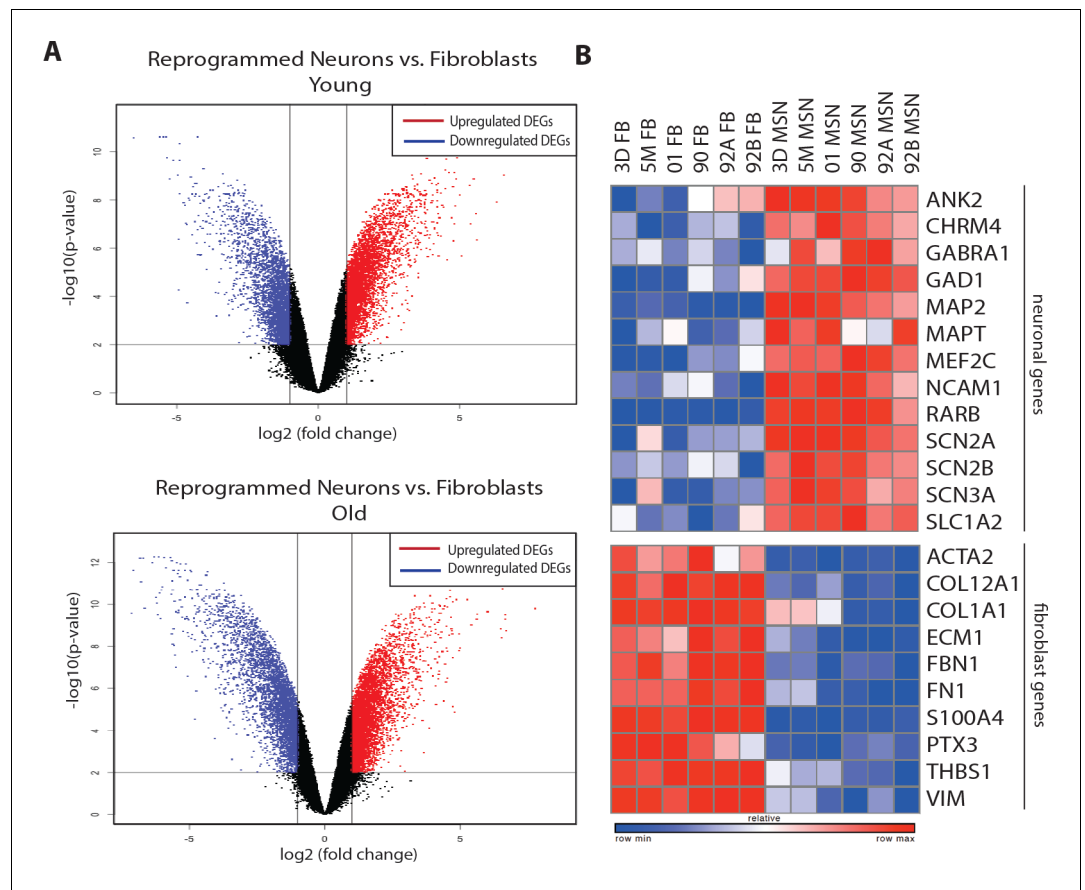 A
Reprogrammed Neurons vs. Fibroblasts
Young
Upregulated DEGs
Downregulated DEGs
-log10(p-value)
10
8
6
4
2
0
-5
0
5
log2 (fold change)
Reprogrammed Neurons vs. Fibroblasts
Old
Upregulated DEGs
Downregulated DEGs
-log10(p-value)
12
10
8
6
4
2
0
-5
0
5
log2 (fold change)
B
3D FB
5M FB
01 FB
90 FB
92A FB
92B FB
3D MSN
5M MSN
01 MSN
90 MSN
92A MSN
92B MSN
ANK2
CHRM4
GABRA1
GAD1
MAP2
MAPT
MEF2C
NCAM1
RARB
SCN2A
SCN2B
SCN3A
SLC1A2
neuronal genes
ACTA2
COL12A1
COL1A1
ECM1
FBN1
FN1
S100A4
PTX3
THBS1
VIM
fibroblast genes
relative
row min
row max